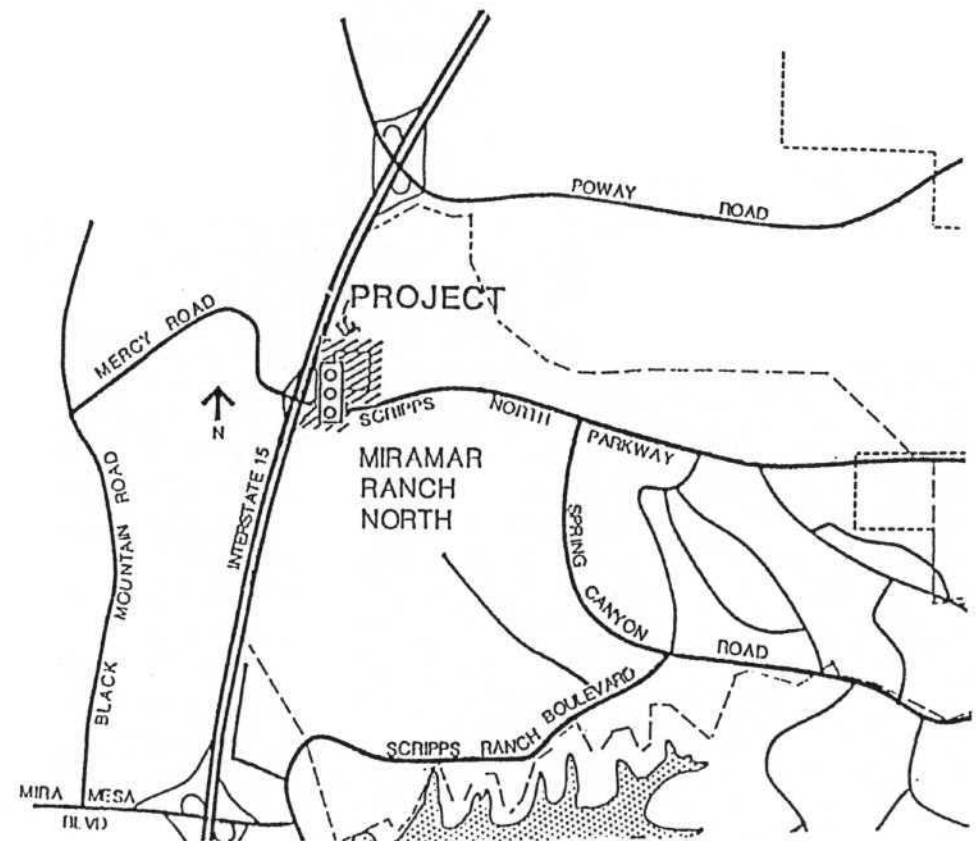 POWAY ROAD
PROJECT
MERCY ROAD
N
SCRIPPS NORTH PARKWAY
MIRAMAR
RANCH
NORTH
INTERSTATE 15
BLACK MOUNTAIN ROAD
SPRING CANYON ROAD
SCRIPPS RANCH BOULEVARD
MIRA MESA
BLVD